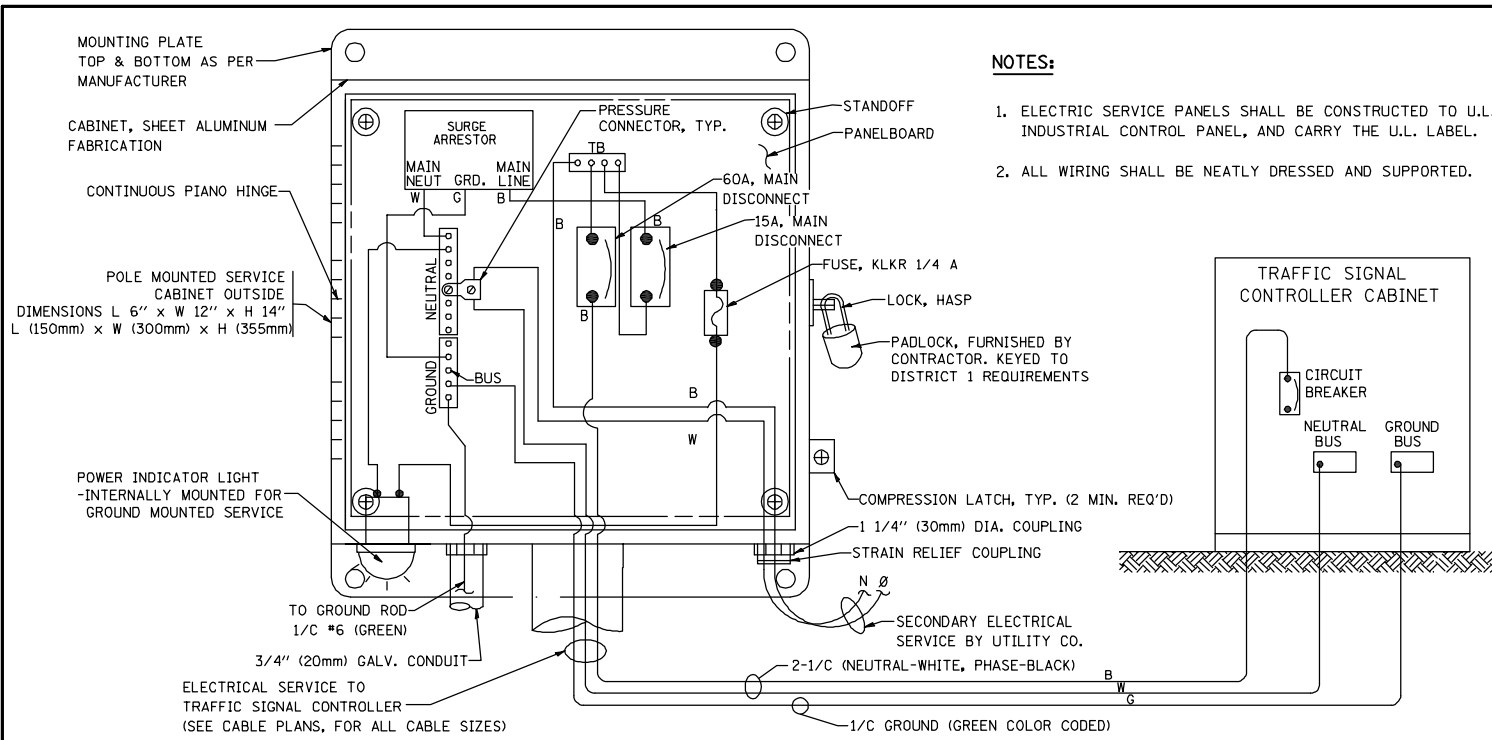 MOUNTING PLATE
TOP & BOTTOM AS PER
MANUFACTURER
CABINET, SHEET ALUMINUM
FABRICATION
CONTINUOUS PIANO HINGE
POLE MOUNTED SERVICE
CABINET OUTSIDE
DIMENSIONS L 6" x W 12" x H 14"
L (150mm) x W (300mm) x H (355mm)
POWER INDICATOR LIGHT
-INTERNALLY MOUNTED FOR
GROUND MOUNTED SERVICE
SURGE
ARRESTOR
MAIN
NEUT
GRD.
MAIN
LINE
W
G
B
PRESSURE
CONNECTOR, TYP.
TB
NEUTRAL
GROUND
BUS
B
B
B
B
W
STANDOFF
PANELBOARD
60A, MAIN
DISCONNECT
15A, MAIN
DISCONNECT
FUSE, KLKR 1/4 A
LOCK, HASP
PADLOCK, FURNISHED BY
CONTRACTOR. KEYED TO
DISTRICT 1 REQUIREMENTS
COMPRESSION LATCH, TYP. (2 MIN. REQ'D)
1 1/4" (30mm) DIA. COUPLING
STRAIN RELIEF COUPLING
N Ø
SECONDARY ELECTRICAL
SERVICE BY UTILITY CO.
TO GROUND ROD
1/C #6 (GREEN)
3/4" (20mm) GALV. CONDUIT
ELECTRICAL SERVICE TO
TRAFFIC SIGNAL CONTROLLER
(SEE CABLE PLANS, FOR ALL CABLE SIZES)
2-1/C (NEUTRAL-WHITE, PHASE-BLACK)
1/C GROUND (GREEN COLOR CODED)
B
W
G
NOTES:
1. ELECTRIC SERVICE PANELS SHALL BE CONSTRUCTED TO U.L.
INDUSTRIAL CONTROL PANEL, AND CARRY THE U.L. LABEL.
2. ALL WIRING SHALL BE NEATLY DRESSED AND SUPPORTED.
TRAFFIC SIGNAL
CONTROLLER CABINET
CIRCUIT
BREAKER
NEUTRAL
BUS
GROUND
BUS